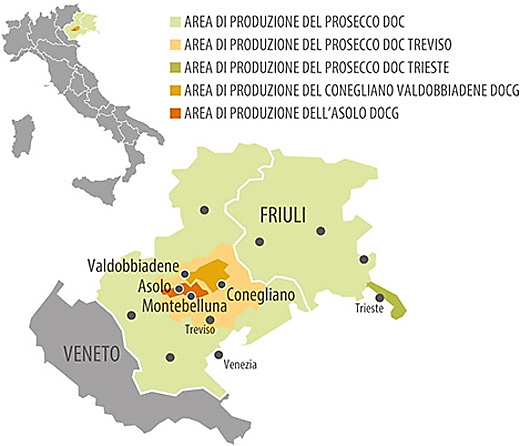 AREA DI PRODUZIONE DEL PROSECCO DOC
AREA DI PRODUZIONE DEL PROSECCO DOC TREVISO
AREA DI PRODUZIONE DEL PROSECCO DOC TRIESTE
AREA DI PRODUZIONE DEL CONEGLIANO VALDOBBIADENE DOCG
AREA DI PRODUZIONE DELL'ASOLO DOCG
FRIULI
Valdobbiadene
Asolo
Conegliano
Montebelluna
Trieste
Treviso
VENETO
Venezia